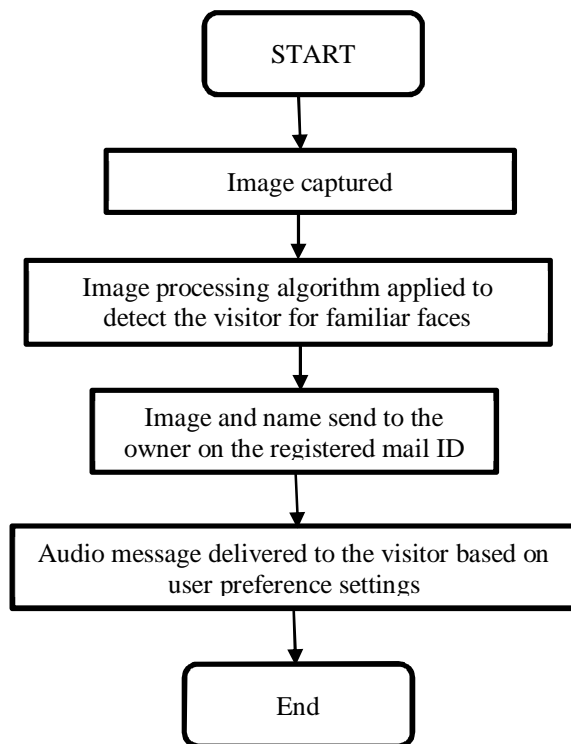 START
Image captured
Image processing algorithm applied to
detect the visitor for familiar faces
Image and name send to the
owner on the registered mail ID
Audio message delivered to the visitor based on
user preference settings
End